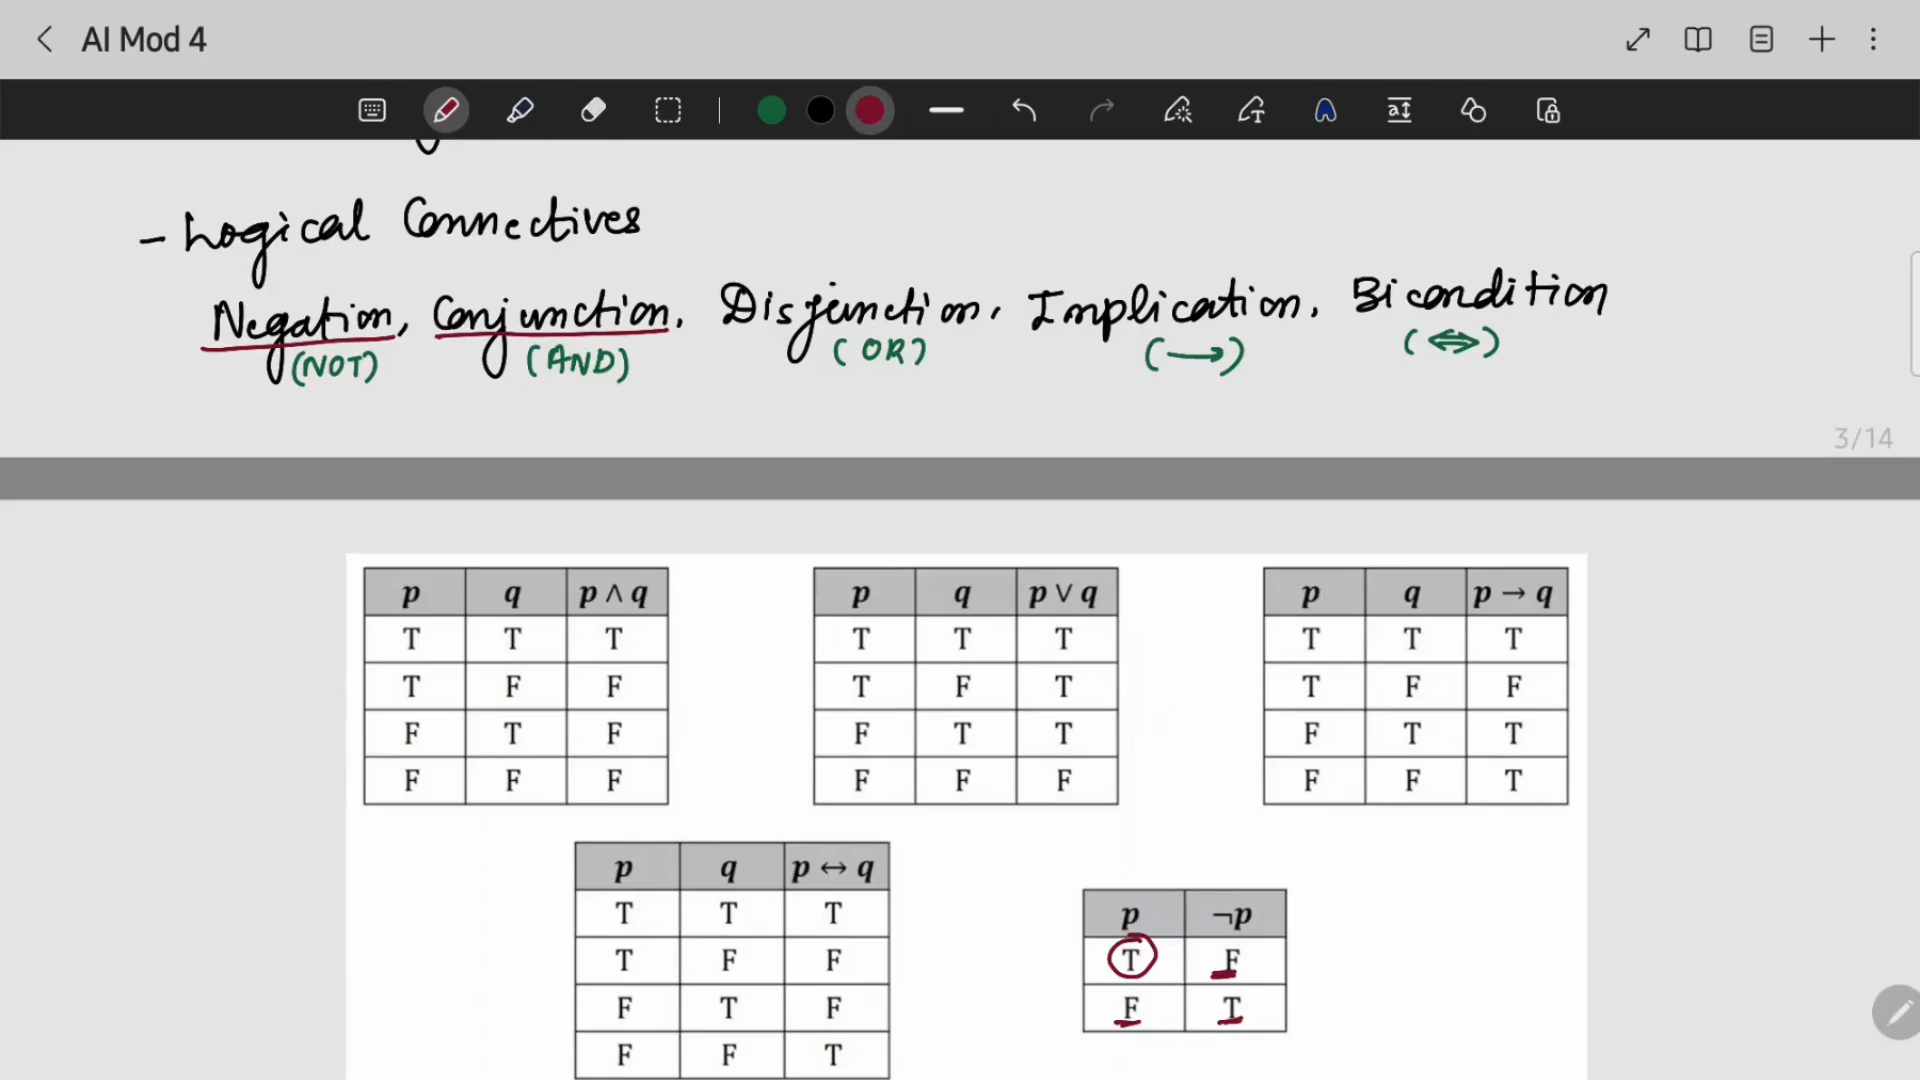 AI Mod 4
- Logical Connectives
Negation, Conjunction, Disjunction, Implication, Bicondition
(NOT) (AND) (OR) (→) (⇔)
3/14
p q p ∧ q
T T T
T F F
F T F
F F F
p q p ∨ q
T T T
T F T
F T T
F F F
p q p → q
T T T
T F F
F T T
F F T
p q p ↔ q
T T T
T F F
F T F
F F T
p ¬p
T F
F T